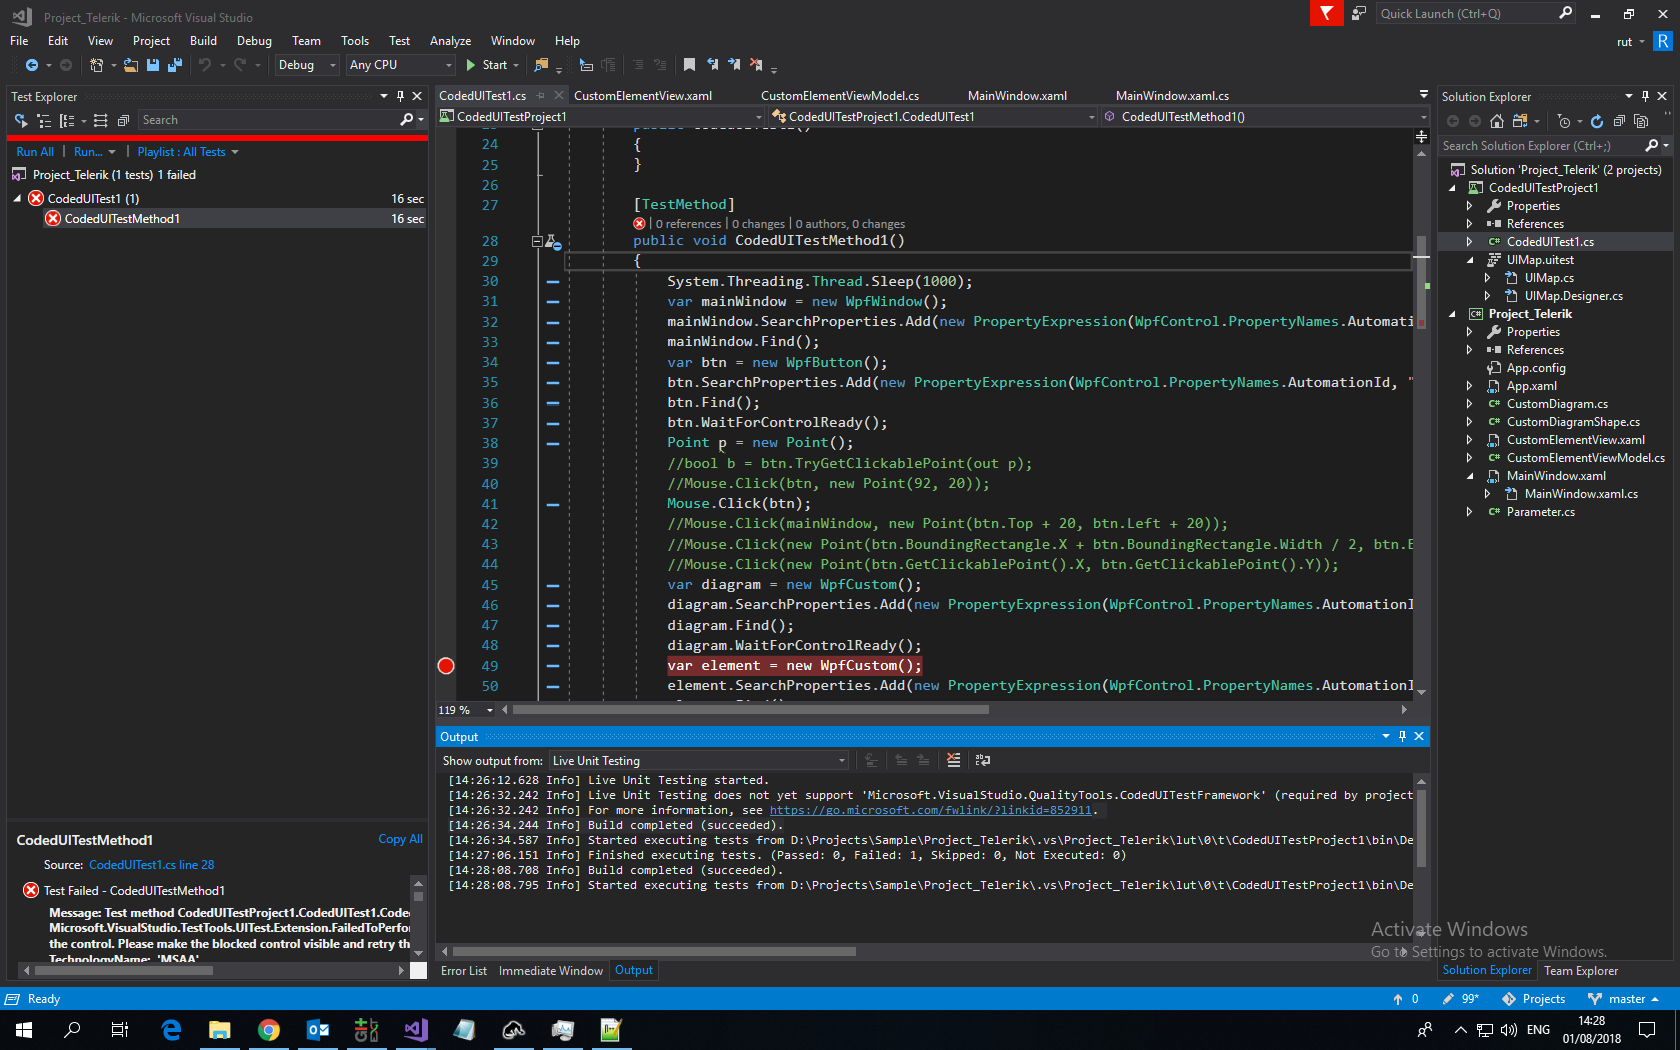 Project_Telerik - Microsoft Visual Studio
Quick Launch (Ctrl+Q)
File Edit View Project Build Debug Team Tools Test Analyze Window Help
rut R
Debug Any CPU Start
Test Explorer
Search
Run All | Run... | Playlist : All Tests
Project_Telerik (1 tests) 1 failed
CodedUITest1 (1) 16 sec
CodedUITestMethod1 16 sec
CodedUITestMethod1 Copy All
Source: CodedUITest1.cs line 28
Test Failed - CodedUITestMethod1
Message: Test method CodedUITestProject1.CodedUITest1.Code
Microsoft.VisualStudio.TestTools.UITest.Extension.FailedToPerfor
the control. Please make the blocked control visible and retry th
TechnologyName: 'MSAA'
CodedUITest1.cs CustomElementView.xaml CustomElementViewModel.cs MainWindow.xaml MainWindow.xaml.cs
CodedUITestProject1 CodedUITestProject1.CodedUITest1 CodedUITestMethod1()
24 {
25 }
26
27 [TestMethod]
| 0 references | 0 changes | 0 authors, 0 changes
28 public void CodedUITestMethod1()
29 {
30 System.Threading.Thread.Sleep(1000);
31 var mainWindow = new WpfWindow();
32 mainWindow.SearchProperties.Add(new PropertyExpression(WpfControl.PropertyNames.Automati
33 mainWindow.Find();
34 var btn = new WpfButton();
35 btn.SearchProperties.Add(new PropertyExpression(WpfControl.PropertyNames.AutomationId, "
36 btn.Find();
37 btn.WaitForControlReady();
38 Point p = new Point();
39 //bool b = btn.TryGetClickablePoint(out p);
40 //Mouse.Click(btn, new Point(92, 20));
41 Mouse.Click(btn);
42 //Mouse.Click(mainWindow, new Point(btn.Top + 20, btn.Left + 20));
43 //Mouse.Click(new Point(btn.BoundingRectangle.X + btn.BoundingRectangle.Width / 2, btn.B
44 //Mouse.Click(new Point(btn.GetClickablePoint().X, btn.GetClickablePoint().Y));
45 var diagram = new WpfCustom();
46 diagram.SearchProperties.Add(new PropertyExpression(WpfControl.PropertyNames.AutomationI
47 diagram.Find();
48 diagram.WaitForControlReady();
49 var element = new WpfCustom();
50 element.SearchProperties.Add(new PropertyExpression(WpfControl.PropertyNames.AutomationI
119 %
Output
Show output from: Live Unit Testing
[14:26:12.628 Info] Live Unit Testing started.
[14:26:32.242 Info] Live Unit Testing does not yet support 'Microsoft.VisualStudio.QualityTools.CodedUITestFramework' (required by project
[14:26:32.242 Info] For more information, see https://go.microsoft.com/fwlink/?linkid=852911.
[14:26:34.244 Info] Build completed (succeeded).
[14:26:34.587 Info] Started executing tests from D:\Projects\Sample\Project_Telerik\.vs\Project_Telerik\lut\0\t\CodedUITestProject1\bin\De
[14:27:06.151 Info] Finished executing tests. (Passed: 0, Failed: 1, Skipped: 0, Not Executed: 0)
[14:28:08.708 Info] Build completed (succeeded).
[14:28:08.795 Info] Started executing tests from D:\Projects\Sample\Project_Telerik\.vs\Project_Telerik\lut\0\t\CodedUITestProject1\bin\De
Error List Immediate Window Output
Solution Explorer
Search Solution Explorer (Ctrl+;)
Solution 'Project_Telerik' (2 projects)
CodedUITestProject1
Properties
References
CodedUITest1.cs
UIMap.uitest
UIMap.cs
UIMap.Designer.cs
Project_Telerik
Properties
References
App.config
App.xaml
CustomDiagram.cs
CustomDiagramShape.cs
CustomElementView.xaml
CustomElementViewModel.cs
MainWindow.xaml
MainWindow.xaml.cs
Parameter.cs
Activate Windows
Go to Settings to activate Windows.
Solution Explorer Team Explorer
Ready 0 99* Projects master
ENG 14:28
01/08/2018